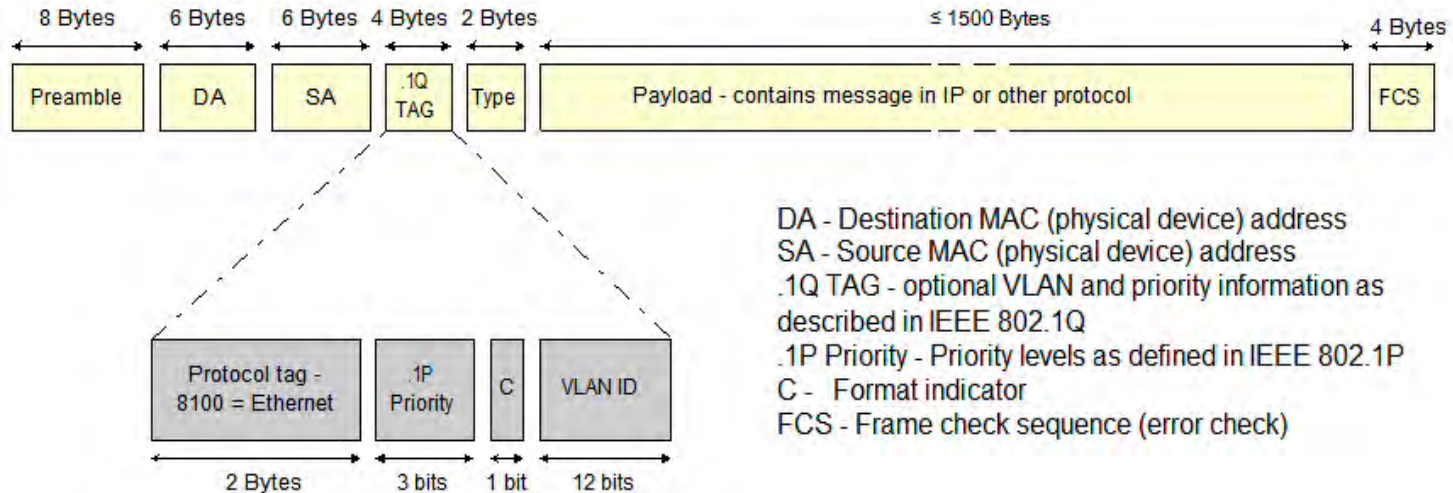 8 Bytes 6 Bytes 6 Bytes 4 Bytes 2 Bytes ≤ 1500 Bytes 4 Bytes
Preamble DA SA .1Q TAG Type Payload - contains message in IP or other protocol FCS
DA - Destination MAC (physical device) address
SA - Source MAC (physical device) address
.1Q TAG - optional VLAN and priority information as
described in IEEE 802.1Q
.1P Priority - Priority levels as defined in IEEE 802.1P
C - Format indicator
FCS - Frame check sequence (error check)
Protocol tag -
8100 = Ethernet
.1P
Priority
C
VLAN ID
2 Bytes 3 bits 1 bit 12 bits